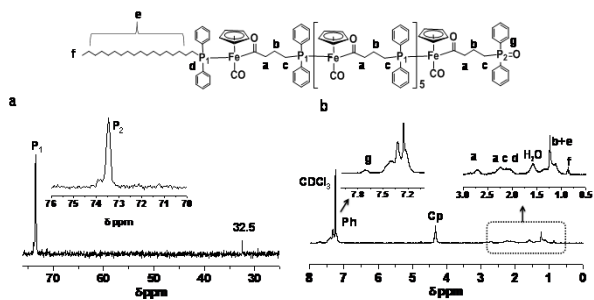 e
f
d
P1
Fe
CO
O
a
b
c
P1
Fe
CO
O
a
b
c
P1
5
Fe
CO
O
a
b
c
P2=O
g
a
P1
P2
76 75 74 73 72 71 70
δ ppm
32.5
70 60 50 40 30
δppm
b
g
7.8 7.2
CDCl3
Ph
Cp
a a c d H2O b+e f
3.0 2.5 2.0 1.5 1.0 0.5
δppm
8 7 6 5 4 3 2 1 0
δppm